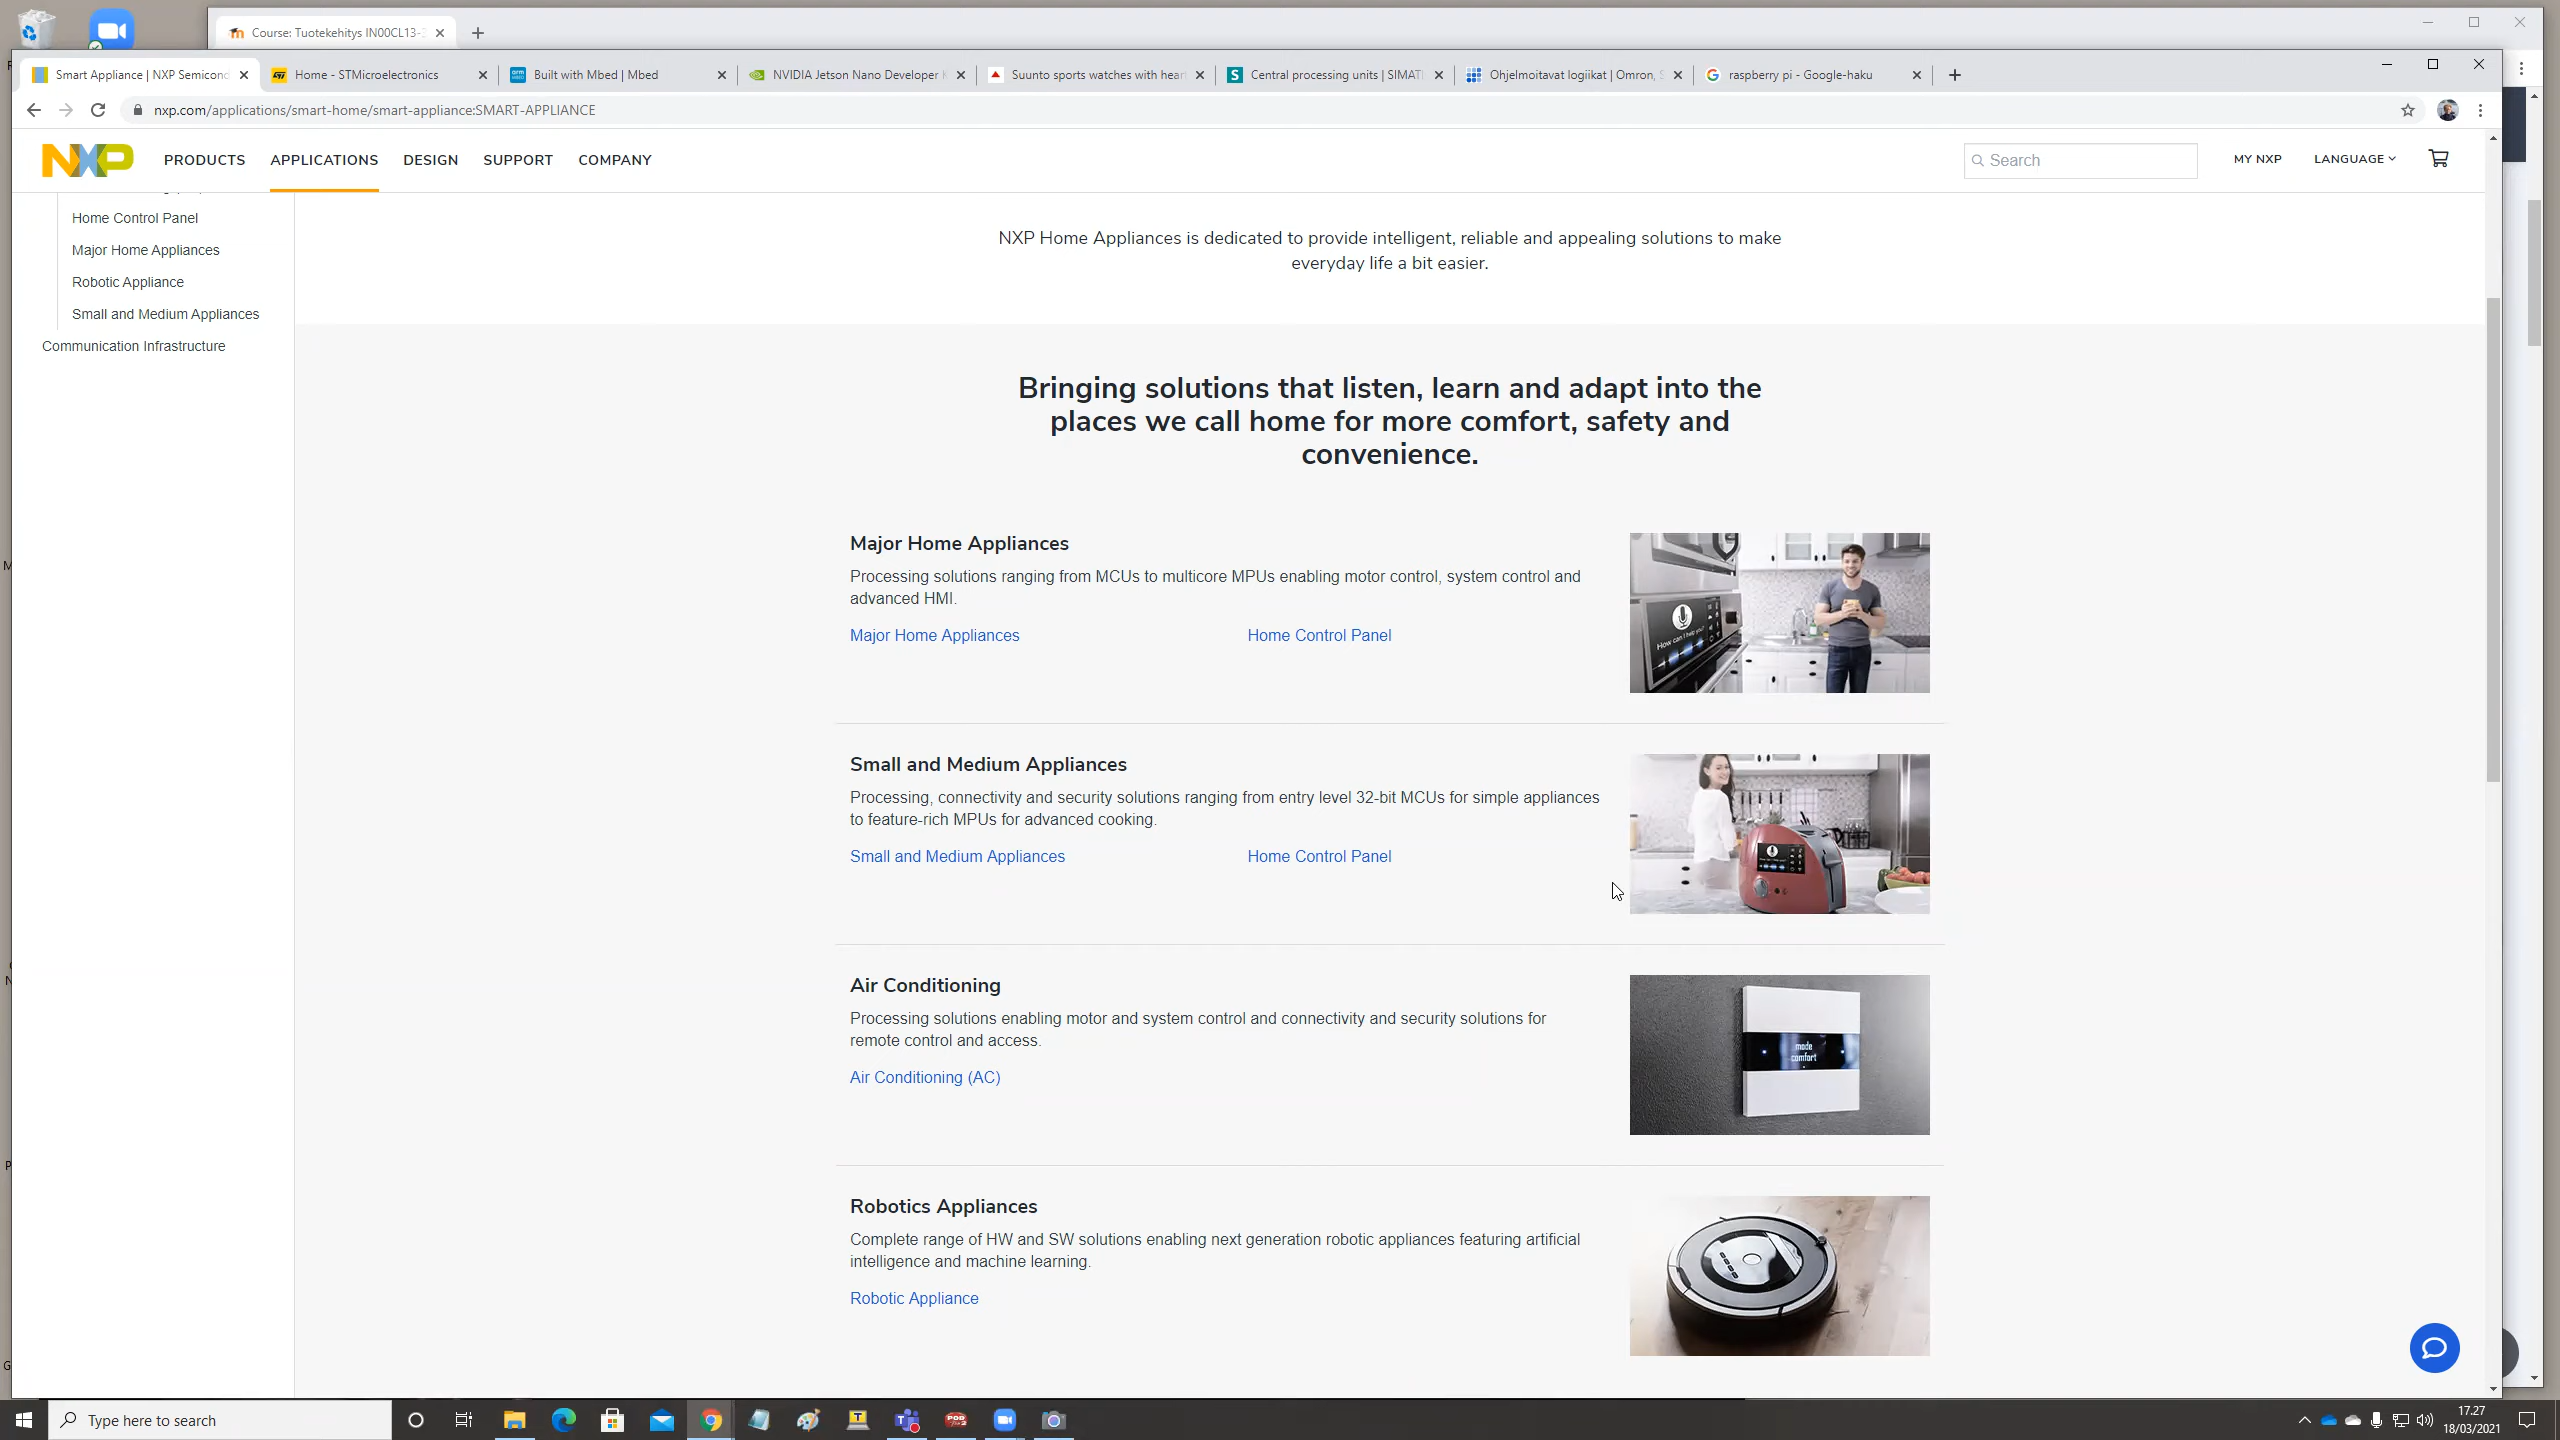 Course: Tuotekehitys IN00CL13-
Smart Appliance | NXP Semicond
Home - STMicroelectronics
Built with Mbed | Mbed
NVIDIA Jetson Nano Developer
Suunto sports watches with hear
Central processing units | SIMATI
Ohjelmoitavat logiikat | Omron,
raspberry pi - Google-haku
nxp.com/applications/smart-home/smart-appliance:SMART-APPLIANCE
NXP
PRODUCTS
APPLICATIONS
DESIGN
SUPPORT
COMPANY
Search
MY NXP
LANGUAGE
Home Control Panel
Major Home Appliances
Robotic Appliance
Small and Medium Appliances
Communication Infrastructure
NXP Home Appliances is dedicated to provide intelligent, reliable and appealing solutions to make
everyday life a bit easier.
Bringing solutions that listen, learn and adapt into the
places we call home for more comfort, safety and
convenience.
Major Home Appliances
Processing solutions ranging from MCUs to multicore MPUs enabling motor control, system control and
advanced HMI.
Major Home Appliances
Home Control Panel
How can I help you?
Small and Medium Appliances
Processing, connectivity and security solutions ranging from entry level 32-bit MCUs for simple appliances
to feature-rich MPUs for advanced cooking.
Small and Medium Appliances
Home Control Panel
Air Conditioning
Processing solutions enabling motor and system control and connectivity and security solutions for
remote control and access.
Air Conditioning (AC)
mode
comfort
Robotics Appliances
Complete range of HW and SW solutions enabling next generation robotic appliances featuring artificial
intelligence and machine learning.
Robotic Appliance
Type here to search
17.27
18/03/2021